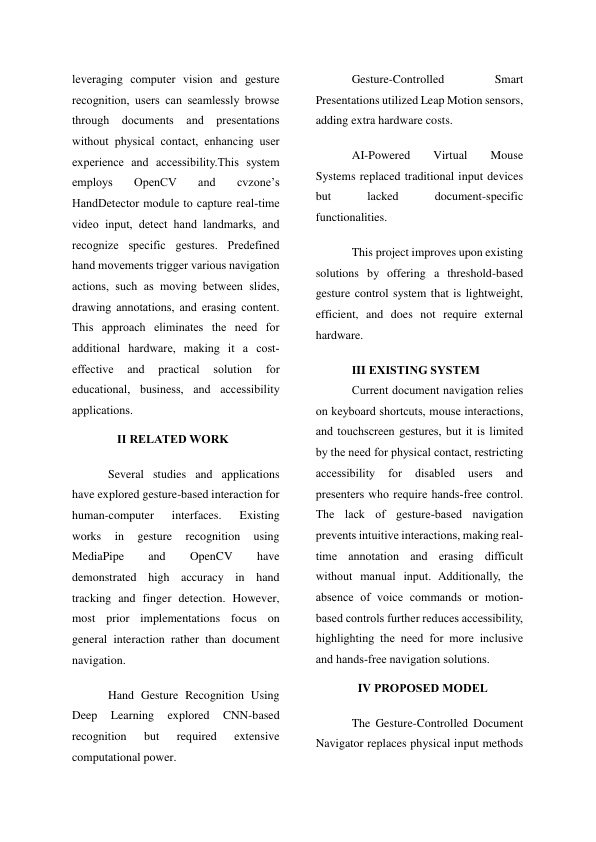 leveraging computer vision and gesture
recognition, users can seamlessly browse
through documents and presentations
without physical contact, enhancing user
experience and accessibility.This system
employs OpenCV and cvzone’s
HandDetector module to capture real-time
video input, detect hand landmarks, and
recognize specific gestures. Predefined
hand movements trigger various navigation
actions, such as moving between slides,
drawing annotations, and erasing content.
This approach eliminates the need for
additional hardware, making it a cost-
effective and practical solution for
educational, business, and accessibility
applications.
II RELATED WORK
Several studies and applications
have explored gesture-based interaction for
human-computer interfaces. Existing
works in gesture recognition using
MediaPipe and OpenCV have
demonstrated high accuracy in hand
tracking and finger detection. However,
most prior implementations focus on
general interaction rather than document
navigation.
Hand Gesture Recognition Using
Deep Learning explored CNN-based
recognition but required extensive
computational power.
Gesture-Controlled Smart
Presentations utilized Leap Motion sensors,
adding extra hardware costs.
AI-Powered Virtual Mouse
Systems replaced traditional input devices
but lacked document-specific
functionalities.
This project improves upon existing
solutions by offering a threshold-based
gesture control system that is lightweight,
efficient, and does not require external
hardware.
III EXISTING SYSTEM
Current document navigation relies
on keyboard shortcuts, mouse interactions,
and touchscreen gestures, but it is limited
by the need for physical contact, restricting
accessibility for disabled users and
presenters who require hands-free control.
The lack of gesture-based navigation
prevents intuitive interactions, making real-
time annotation and erasing difficult
without manual input. Additionally, the
absence of voice commands or motion-
based controls further reduces accessibility,
highlighting the need for more inclusive
and hands-free navigation solutions.
IV PROPOSED MODEL
The Gesture-Controlled Document
Navigator replaces physical input methods